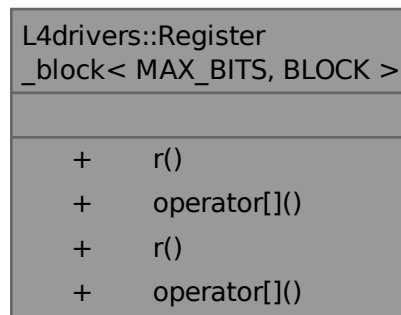 L4drivers::Register
_block< MAX_BITS, BLOCK >
+ r()
+ operator[]()
+ r()
+ operator[]()